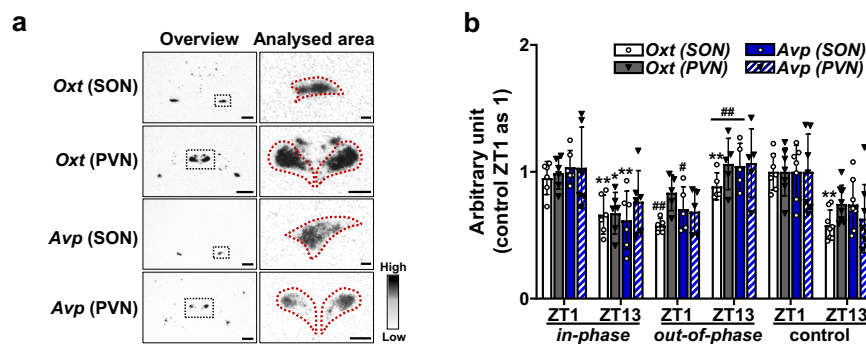 a
Overview
Analysed area
Oxt (SON)
Oxt (PVN)
Avp (SON)
Avp (PVN)
High
Low
b
Arbitrary unit
(control ZT1 as 1)
2
1
0
Oxt (SON)
Avp (SON)
Oxt (PVN)
Avp (PVN)
** * **
## #
** ##
**
ZT1 ZT13 ZT1 ZT13 ZT1 ZT13
in-phase out-of-phase control